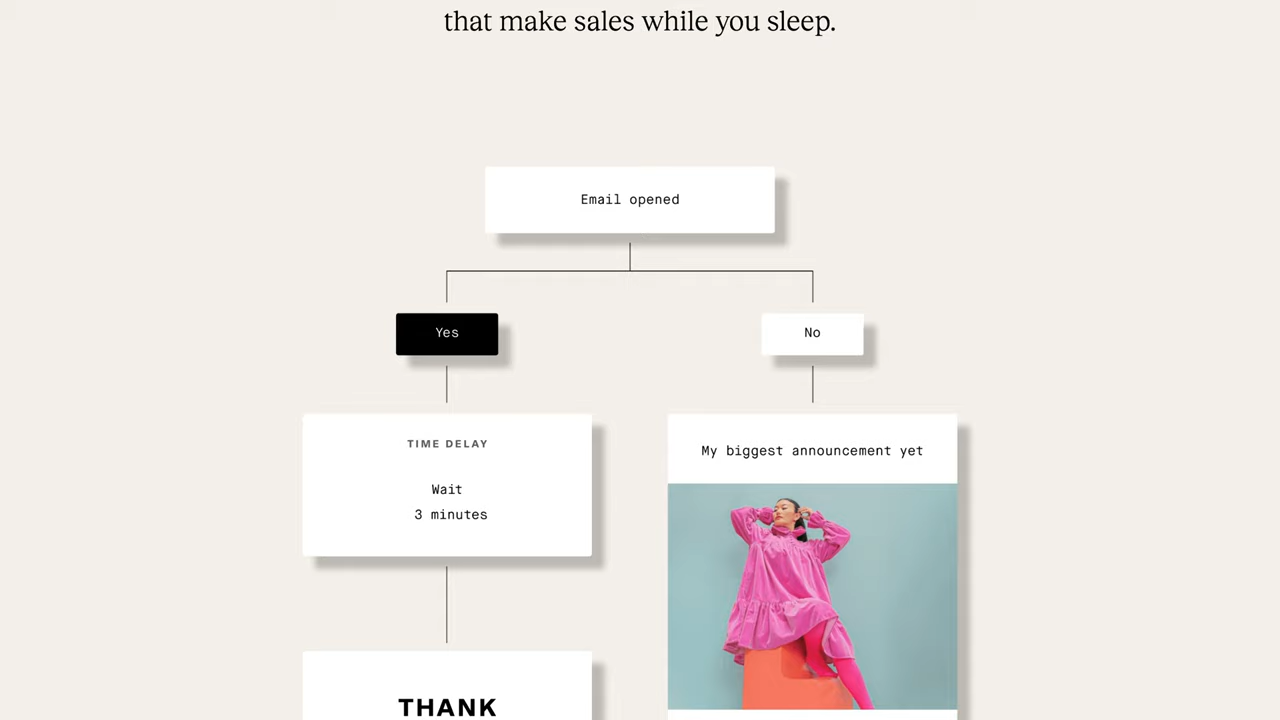 that make sales while you sleep.
Email opened
Yes
No
TIME DELAY
Wait
3 minutes
My biggest announcement yet
THANK